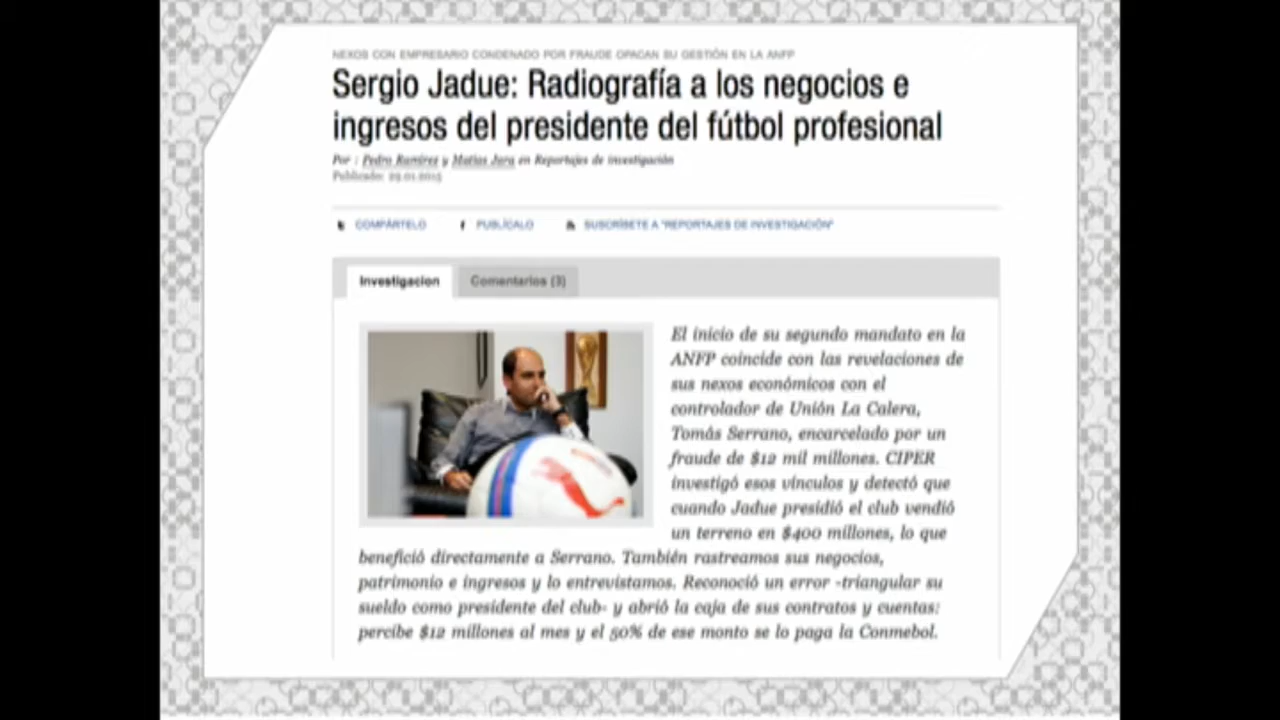 NEXOS CON EMPRESARIO CONDENADO POR FRAUDE OPACAN SU GESTIÓN EN LA ANFP
Sergio Jadue: Radiografía a los negocios e
ingresos del presidente del fútbol profesional
Por : Pedro Ramírez y Matías Jara en Reportajes de investigación
Publicado: 29.01.2015
COMPÁRTELO PUBLÍCALO SUSCRÍBETE A "REPORTAJES DE INVESTIGACIÓN"
Investigacion Comentarios (3)
El inicio de su segundo mandato en la
ANFP coincide con las revelaciones de
sus nexos económicos con el
controlador de Unión La Calera,
Tomás Serrano, encarcelado por un
fraude de $12 mil millones. CIPER
investigó esos vínculos y detectó que
cuando Jadue presidió el club vendió
un terreno en $400 millones, lo que
benefició directamente a Serrano. También rastreamos sus negocios,
patrimonio e ingresos y lo entrevistamos. Reconoció un error -triangular su
sueldo como presidente del club- y abrió la caja de sus contratos y cuentas:
percibe $12 millones al mes y el 50% de ese monto se lo paga la Conmebol.